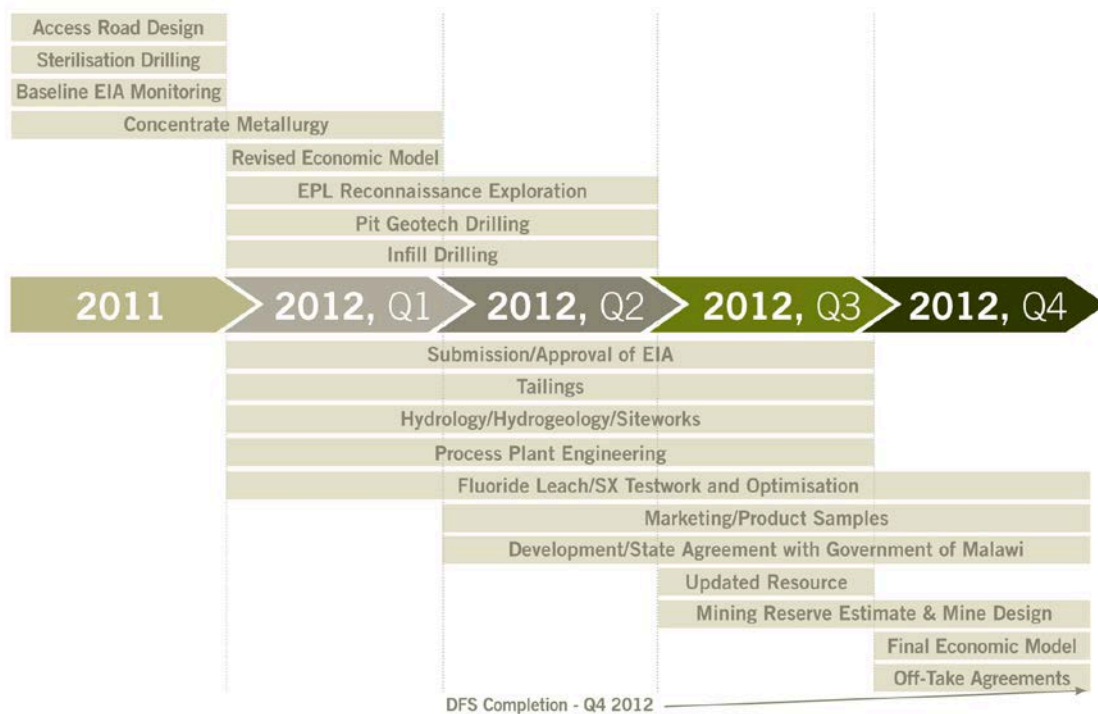 Access Road Design
Sterilisation Drilling
Baseline EIA Monitoring
Concentrate Metallurgy
Revised Economic Model
EPL Reconnaissance Exploration
Pit Geotech Drilling
Infill Drilling
2011
2012, Q1
2012, Q2
2012, Q3
2012, Q4
Submission/Approval of EIA
Tailings
Hydrology/Hydrogeology/Siteworks
Process Plant Engineering
Fluoride Leach/SX Testwork and Optimisation
Marketing/Product Samples
Development/State Agreement with Government of Malawi
Updated Resource
Mining Reserve Estimate & Mine Design
Final Economic Model
Off-Take Agreements
DFS Completion - Q4 2012